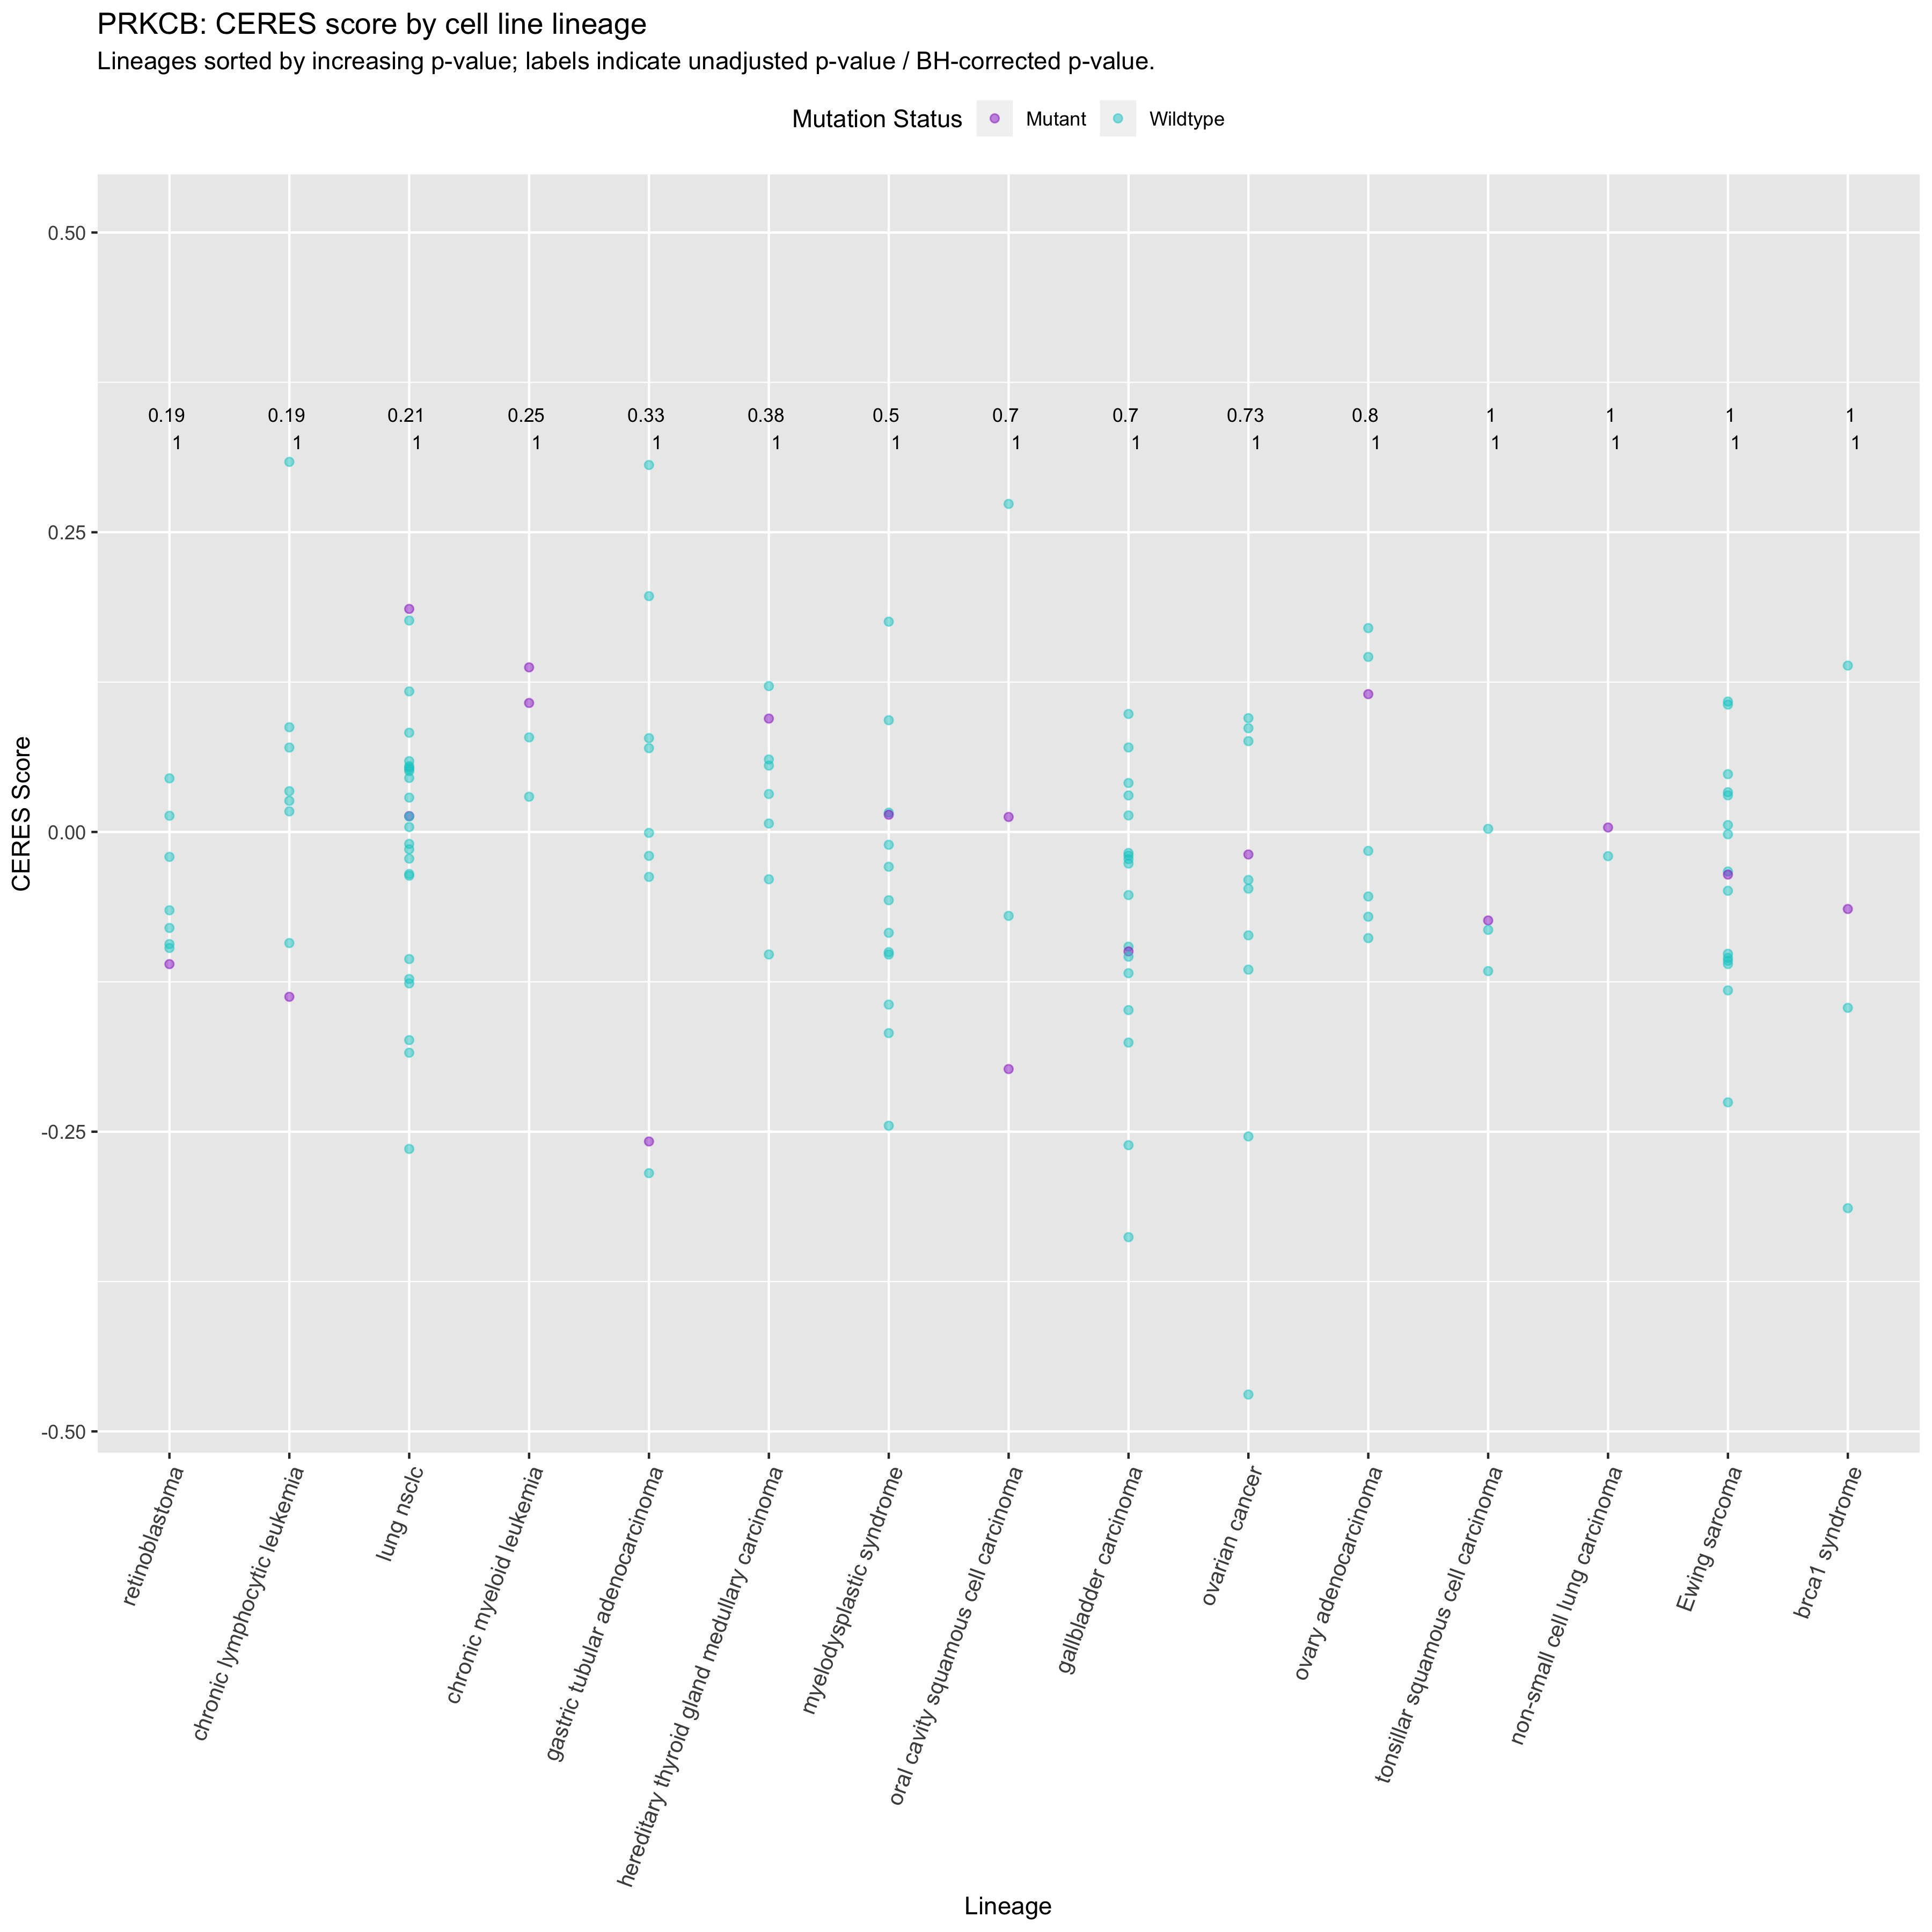 PRKCB: CERES score by cell line lineage
Lineages sorted by increasing p-value; labels indicate unadjusted p-value / BH-corrected p-value.
Mutation Status Mutant Wildtype
0.50
0.19 0.19 0.21 0.25 0.33 0.38 0.5 0.7 0.7 0.73 0.8 1 1 1 1
1 1 1 1 1 1 1 1 1 1 1 1 1 1 1
0.25
0.00
-0.25
-0.50
CERES Score
retinoblastoma
chronic lymphocytic leukemia
lung nsclc
chronic myeloid leukemia
gastric tubular adenocarcinoma
hereditary thyroid gland medullary carcinoma
myelodysplastic syndrome
oral cavity squamous cell carcinoma
gallbladder carcinoma
ovarian cancer
ovary adenocarcinoma
tonsillar squamous cell carcinoma
non-small cell lung carcinoma
Ewing sarcoma
brca1 syndrome
Lineage